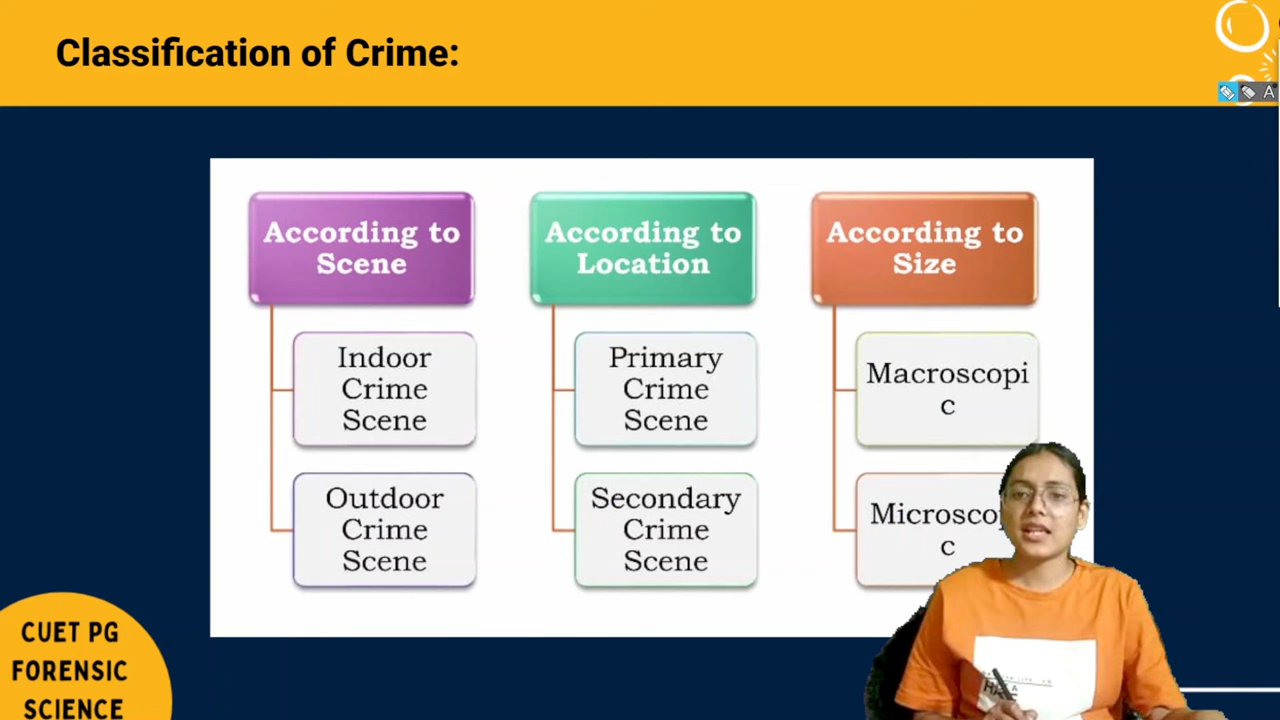 Classification of Crime:
A
According to
Scene
Indoor
Crime
Scene
Outdoor
Crime
Scene
According to
Location
Primary
Crime
Scene
Secondary
Crime
Scene
According to
Size
Macroscopi
c
c
CUET PG
FORENSIC
SCIENCE